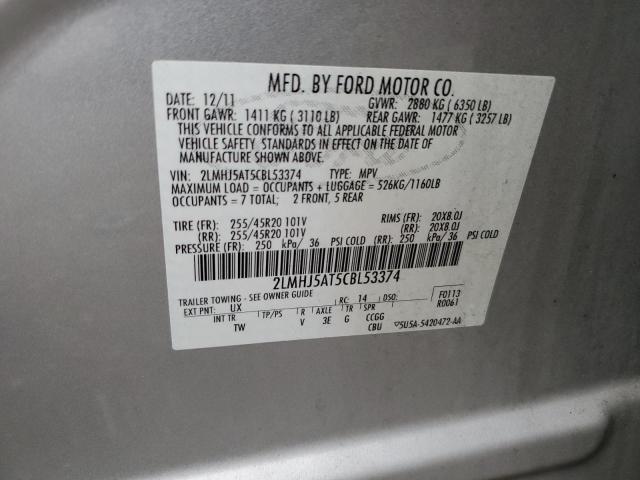 MFD. BY FORD MOTOR CO.
DATE: 12/11 GVWR: 2880 KG ( 6350 LB)
FRONT GAWR: 1411 KG ( 3110 LB) REAR GAWR: 1477 KG ( 3257 LB)
THIS VEHICLE CONFORMS TO ALL APPLICABLE FEDERAL MOTOR
VEHICLE SAFETY STANDARDS IN EFFECT ON THE DATE OF
MANUFACTURE SHOWN ABOVE.
VIN: 2LMHJ5AT5CBL53374 TYPE: MPV
MAXIMUM LOAD = OCCUPANTS + LUGGAGE = 526KG/1160LB
OCCUPANTS = 7 TOTAL; 2 FRONT, 5 REAR
TIRE (FR): 255/45R20 101V RIMS (FR): 20X8.0J
(RR): 255/45R20 101V (RR): 20X8.0J
PRESSURE (FR): 250 kPa/ 36 PSI COLD (RR): 250 kPa/ 36 PSI COLD
2LMHJ5AT5CBL53374
TRAILER TOWING - SEE OWNER GUIDE
EXT PNT: UX RC: 14 DSO: F0113
R0061
INT TR TP/PS R AXLE TR SPR
TW V 3E G CCGG
CBU 5U5A-5420472-AA